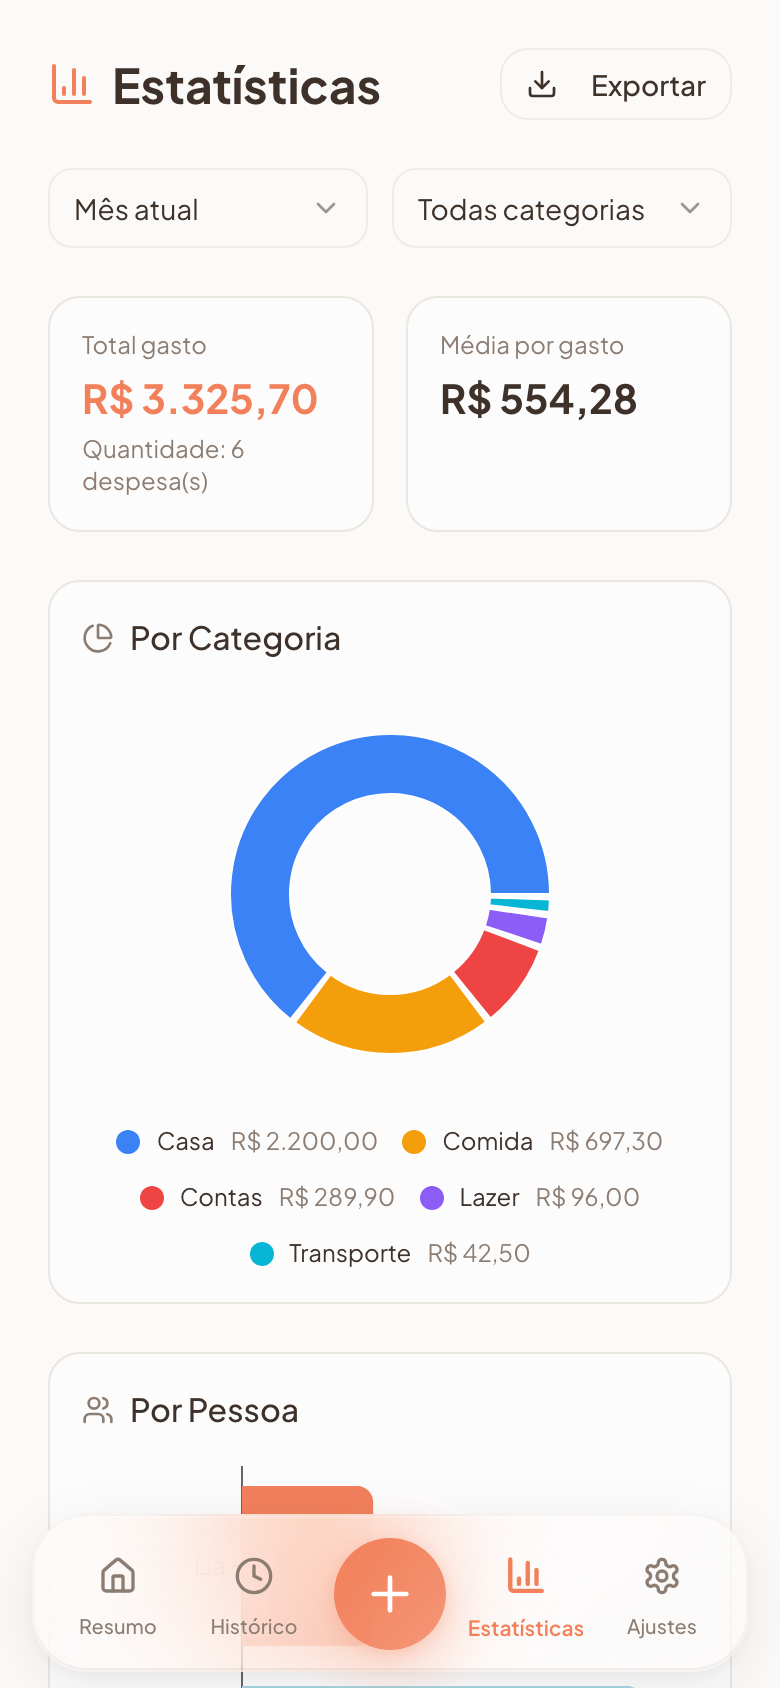 Estatísticas
Exportar
Mês atual
Todas categorias
Total gasto
R$ 3.325,70
Quantidade: 6
despesa(s)
Média por gasto
R$ 554,28
Por Categoria
Casa R$ 2.200,00 Comida R$ 697,30
Contas R$ 289,90 Lazer R$ 96,00
Transporte R$ 42,50
Por Pessoa
Resumo
Histórico
Estatísticas
Ajustes